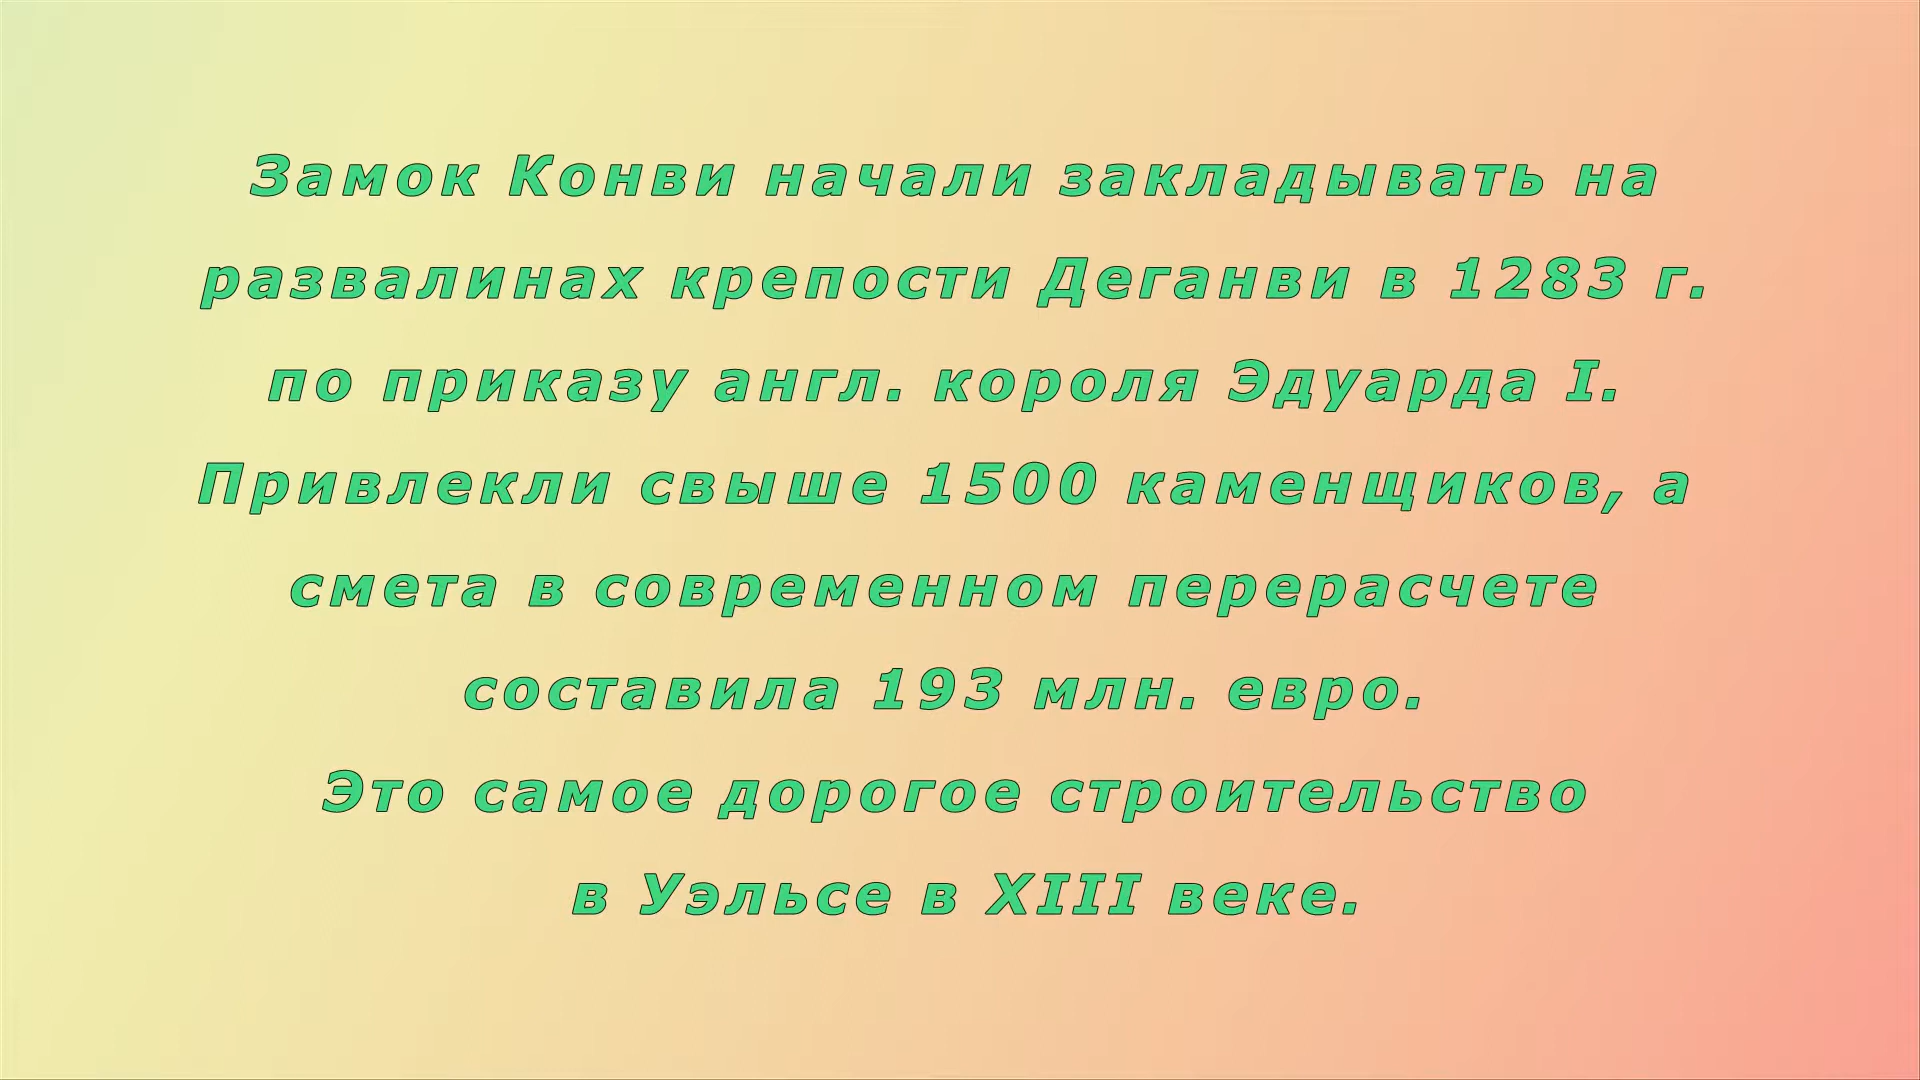 Замок Конви начали закладывать на
развалинах крепости Деганви в 1283 г.
по приказу англ. короля Эдуарда I.
Привлекли свыше 1500 каменщиков, а
смета в современном перерасчете
составила 193 млн. евро.
Это самое дорогое строительство
в Уэльсе в XIII веке.